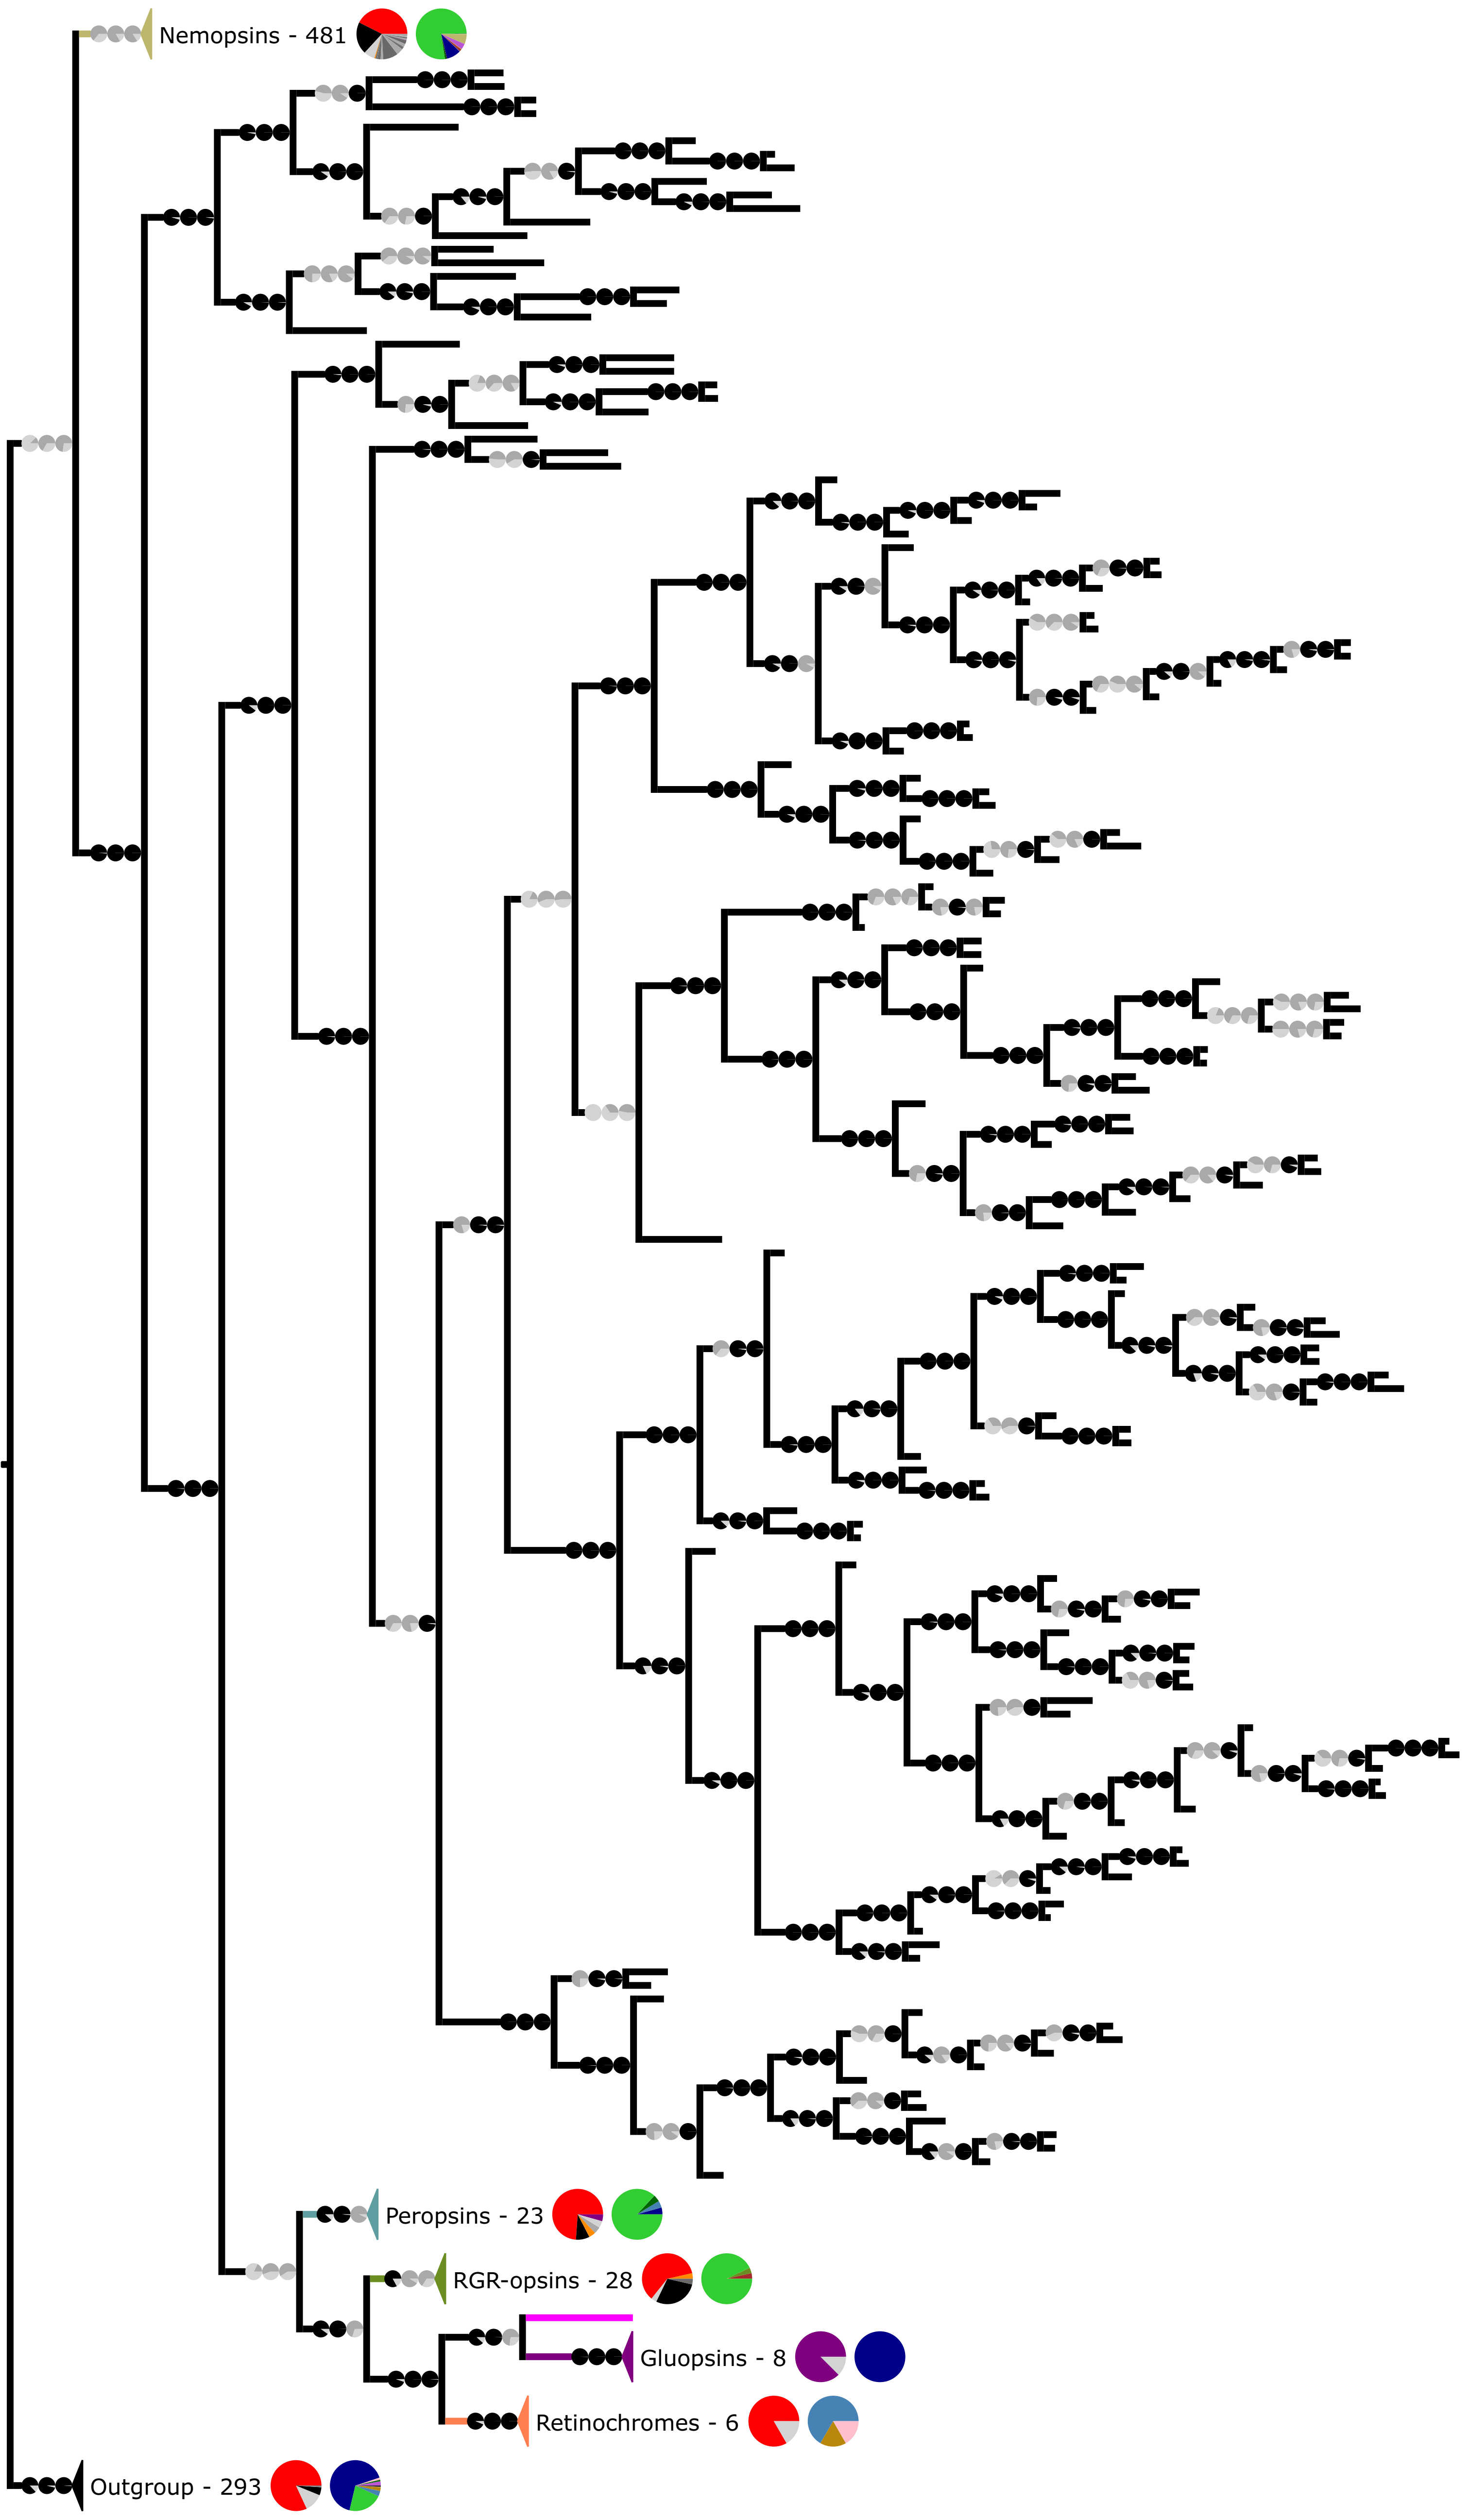 Nemopsins - 481
Peropsins - 23
RGR-opsins - 28
Gluopsins - 8
Retinochromes - 6
Outgroup - 293